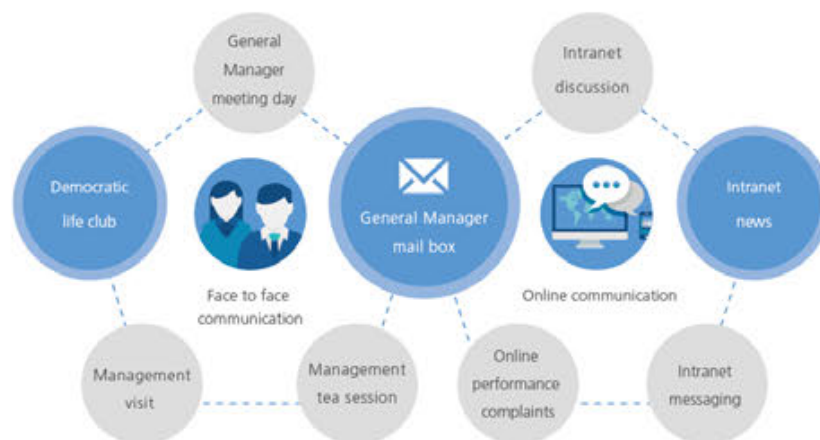 General
Manager
meeting day
Intranet
discussion
Democratic
life club
General Manager
mail box
Intranet
news
Face to face
communication
Online communication
Management
visit
Management
tea session
Online
performance
complaints
Intranet
messaging